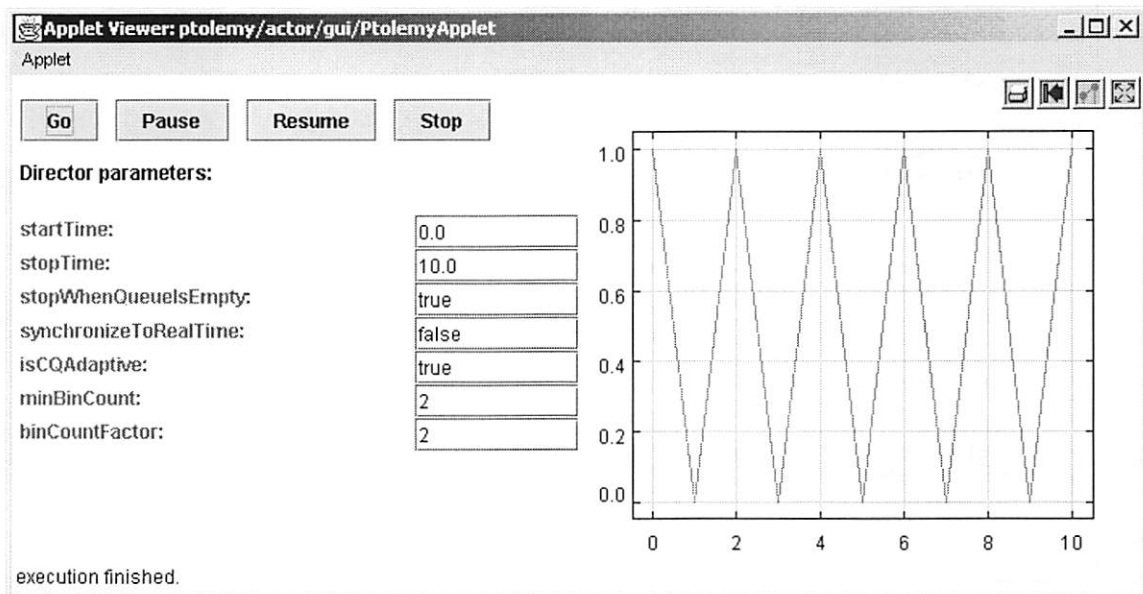 Applet Viewer: ptolemy/actor/gui/PtolemyApplet
Applet
Go Pause Resume Stop
Director parameters:
startTime: 0.0
stopTime: 10.0
stopWhenQueueIsEmpty: true
synchronizeToRealTime: false
isCQAdaptive: true
minBinCount: 2
binCountFactor: 2
1.0
0.8
0.6
0.4
0.2
0.0
0 2 4 6 8 10
execution finished.